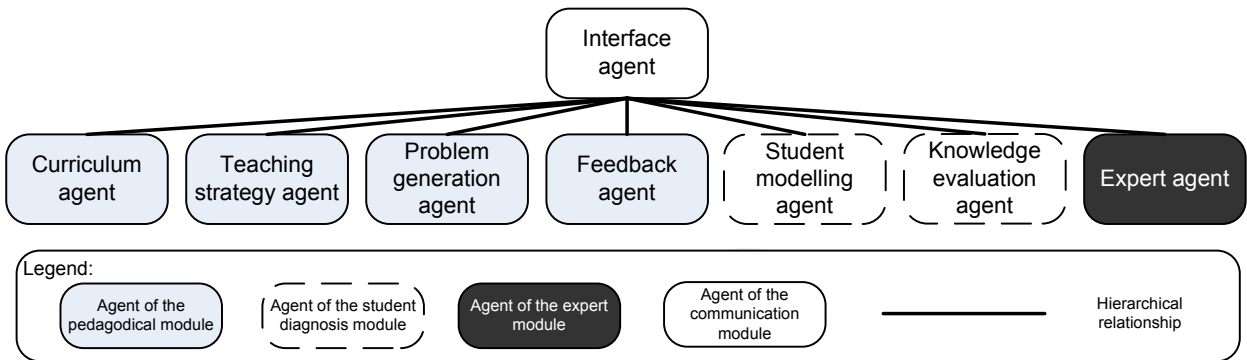 Interface
agent
Curriculum
agent
Teaching
strategy agent
Problem
generation
agent
Feedback
agent
Student
modelling
agent
Knowledge
evaluation
agent
Expert agent
Legend:
Agent of the
pedagodical module
Agent of the student
diagnosis module
Agent of the expert
module
Agent of the
communication
module
Hierarchical
relationship